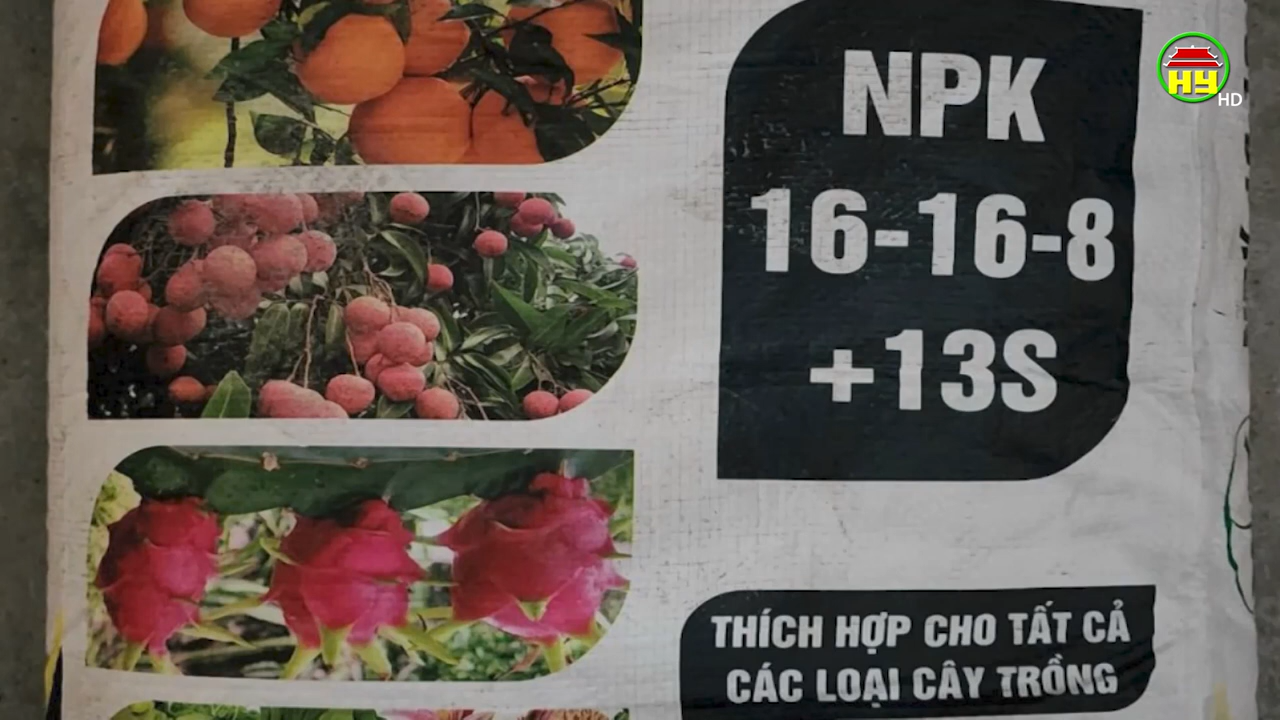 NPK
16-16-8
+13S
THÍCH HỢP CHO TẤT CẢ
CÁC LOẠI CÂY TRỒNG
HY
HD